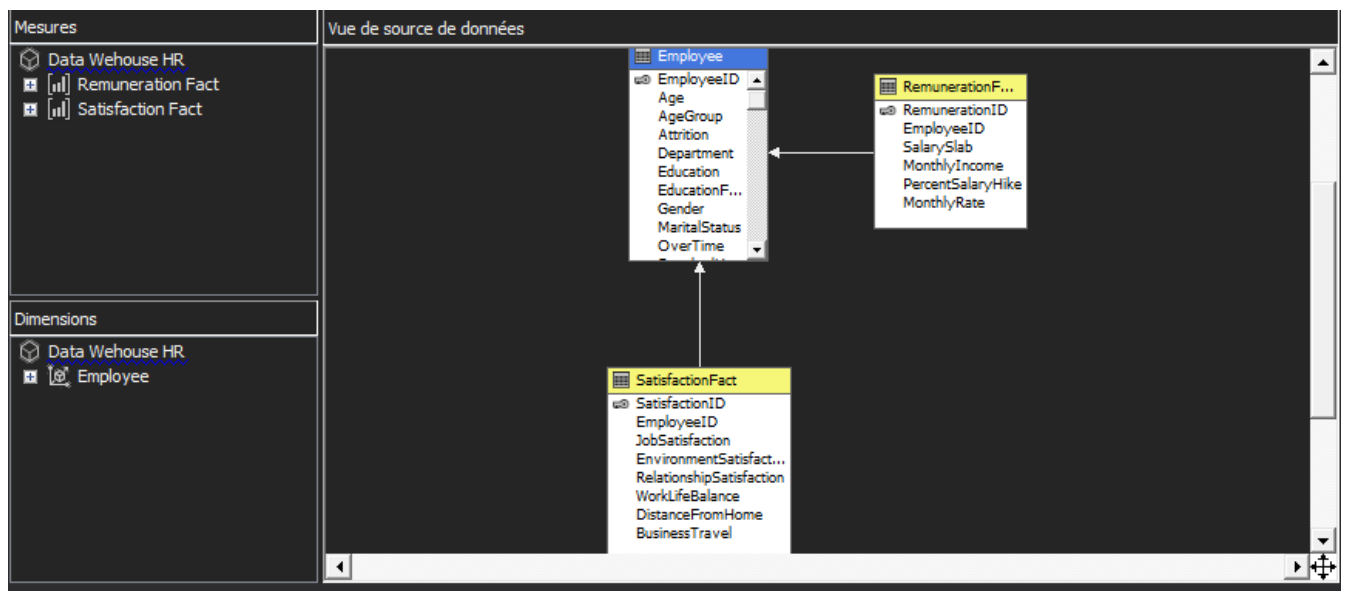 Mesures
Data Wehouse HR
Remuneration Fact
Satisfaction Fact
Dimensions
Data Wehouse HR
Employee
Vue de source de données
Employee
EmployeeID
Age
AgeGroup
Attrition
Department
Education
EducationF...
Gender
MaritalStatus
OverTime
RemunerationF...
RemunerationID
EmployeeID
SalarySlab
MonthlyIncome
PercentSalaryHike
MonthlyRate
SatisfactionFact
SatisfactionID
EmployeeID
JobSatisfaction
EnvironmentSatisfact...
RelationshipSatisfaction
WorkLifeBalance
DistanceFromHome
BusinessTravel